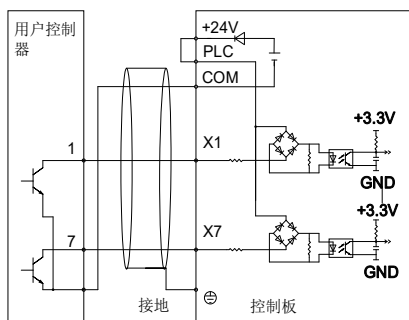 用户控制
器
+24V
PLC
COM
1
X1
+3.3V
GND
7
X7
+3.3V
GND
接地
控制板